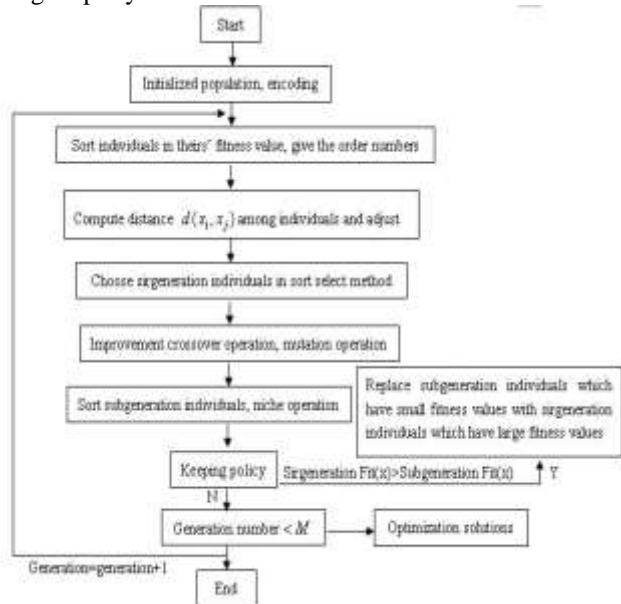 Start
Initialized population, encoding
Sort individuals in theirs' fitness value, give the order numbers
Compute distance d(x_i, x_j) among individuals and adjust
Choose sirgeneration individuals in sort select method
Improvement crossover operation, mutation operation
Sort subgeneration individuals, niche operation
Replace subgeneration individuals which
have small fitness values with sirgeneration
individuals which have large fitness values
Keeping policy
Sirgeneration Fit(x)>Subgeneration Fit(x)
Y
N
Generation number < M
Optimization solutions
Generation=generation+1
End